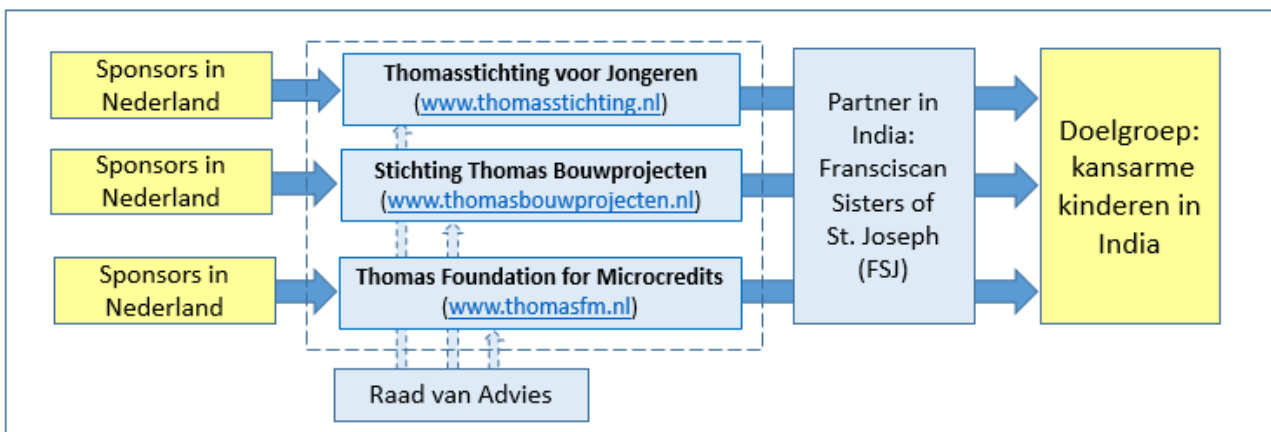 Sponsors in
Nederland
Thomasstichting voor Jongeren
(www.thomasstichting.nl)
Sponsors in
Nederland
Stichting Thomas Bouwprojecten
(www.thomasbouwprojecten.nl)
Sponsors in
Nederland
Thomas Foundation for Microcredits
(www.thomasfm.nl)
Raad van Advies
Partner in
India:
Fransciscan
Sisters of
St. Joseph
(FSJ)
Doelgroep:
kansarme
kinderen in
India